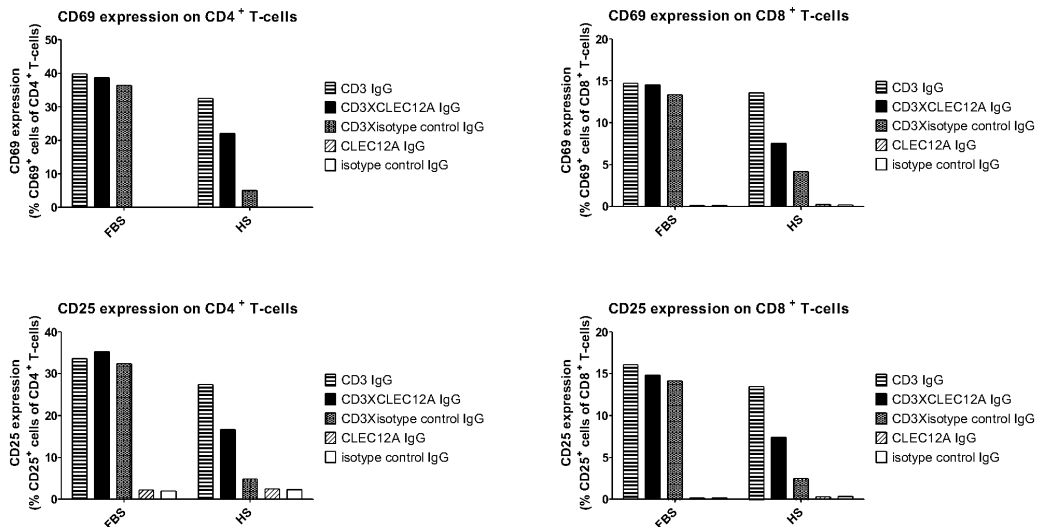 CD69 expression on CD4 + T-cells
CD69 expression
(% CD69+ cells of CD4+ T-cells)
50
40
30
20
10
0
FBS
HS
CD3 IgG
CD3XCLEC12A IgG
CD3Xisotype control IgG
CLEC12A IgG
isotype control IgG
CD69 expression on CD8 + T-cells
CD69 expression
(% CD69+ cells of CD8+ T-cells)
20
15
10
5
0
FBS
HS
CD3 IgG
CD3XCLEC12A IgG
CD3Xisotype control IgG
CLEC12A IgG
isotype control IgG
CD25 expression on CD4 + T-cells
CD25 expression
(% CD25+ cells of CD4+ T-cells)
40
30
20
10
0
FBS
HS
CD3 IgG
CD3XCLEC12A IgG
CD3Xisotype control IgG
CLEC12A IgG
isotype control IgG
CD25 expression on CD8 + T-cells
CD25 expression
(% CD25+ cells of CD8+ T-cells)
20
15
10
5
0
FBS
HS
CD3 IgG
CD3XCLEC12A IgG
CD3Xisotype control IgG
CLEC12A IgG
isotype control IgG